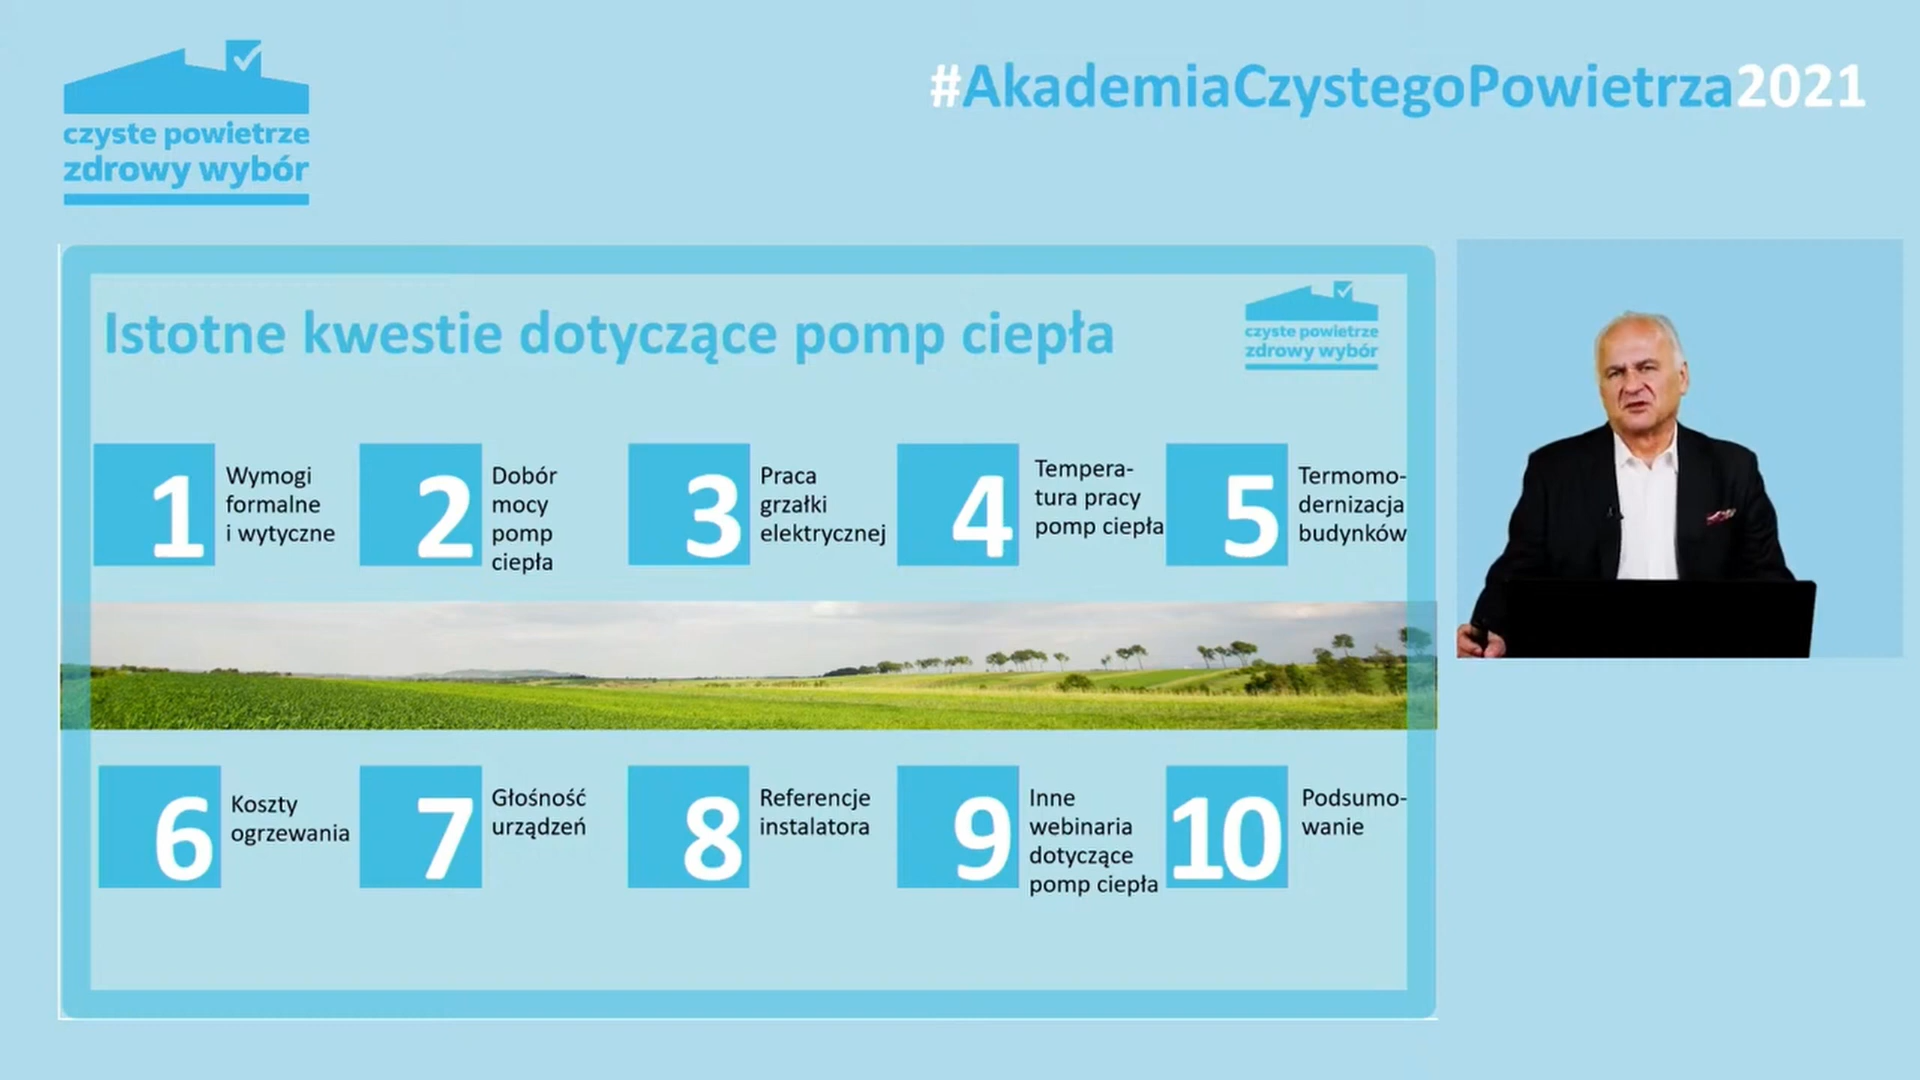 czyste powietrze
zdrowy wybór
#AkademiaCzystegoPowietrza2021
Istotne kwestie dotyczące pomp ciepła
czyste powietrze
zdrowy wybór
1
Wymogi
formalne
i wytyczne
2
Dobór
mocy
pomp
ciepła
3
Praca
grzałki
elektrycznej
4
Tempera-
tura pracy
pomp ciepła
5
Termomo-
dernizacja
budynków
6
Koszty
ogrzewania
7
Głośność
urządzeń
8
Referencje
instalatora
9
Inne
webinaria
dotyczące
pomp ciepła
10
Podsumo-
wanie